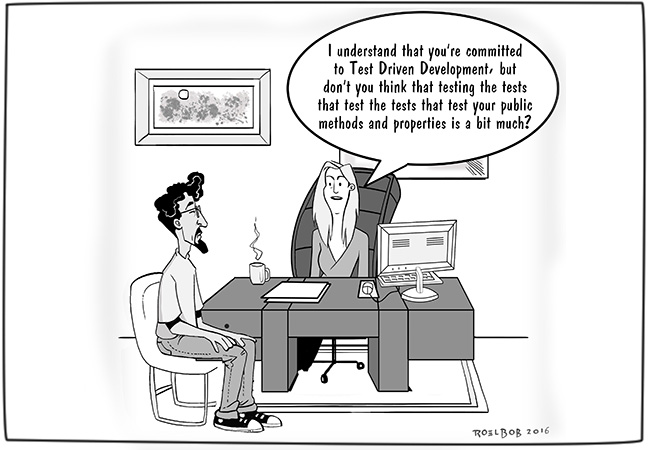 I understand that you're committed
to Test Driven Development, but
don't you think that testing the tests
that test the tests that test your public
methods and properties is a bit much?
ROELBOB 2016